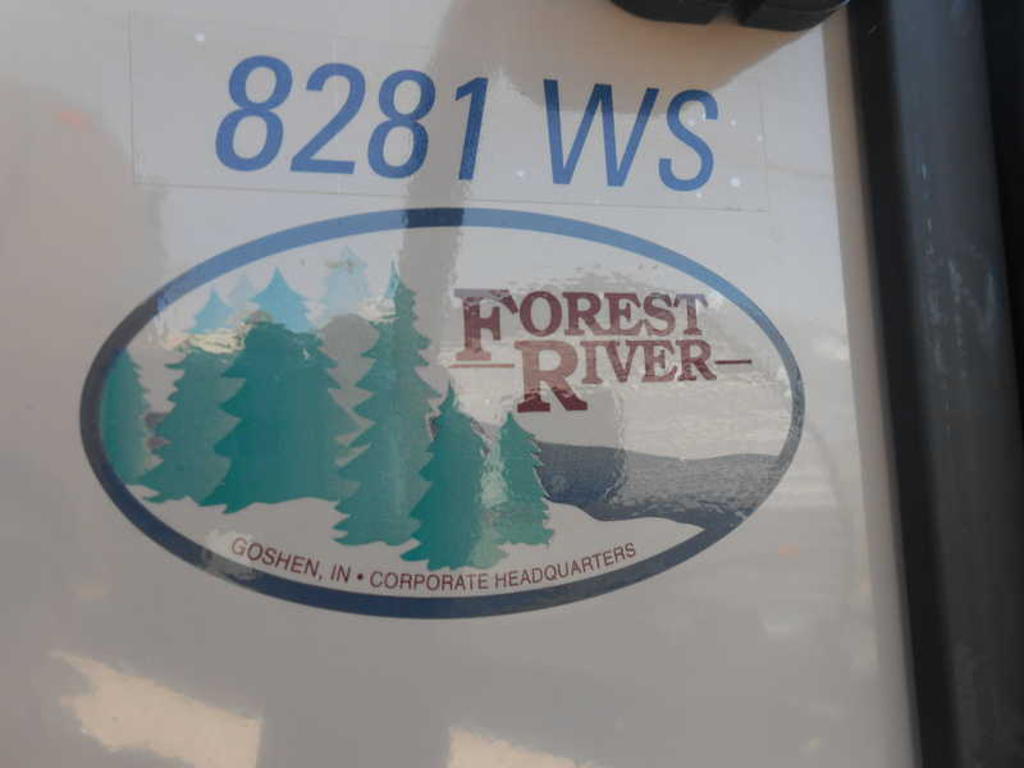 8281 WS
FOREST
RIVER
GOSHEN, IN • CORPORATE HEADQUARTERS